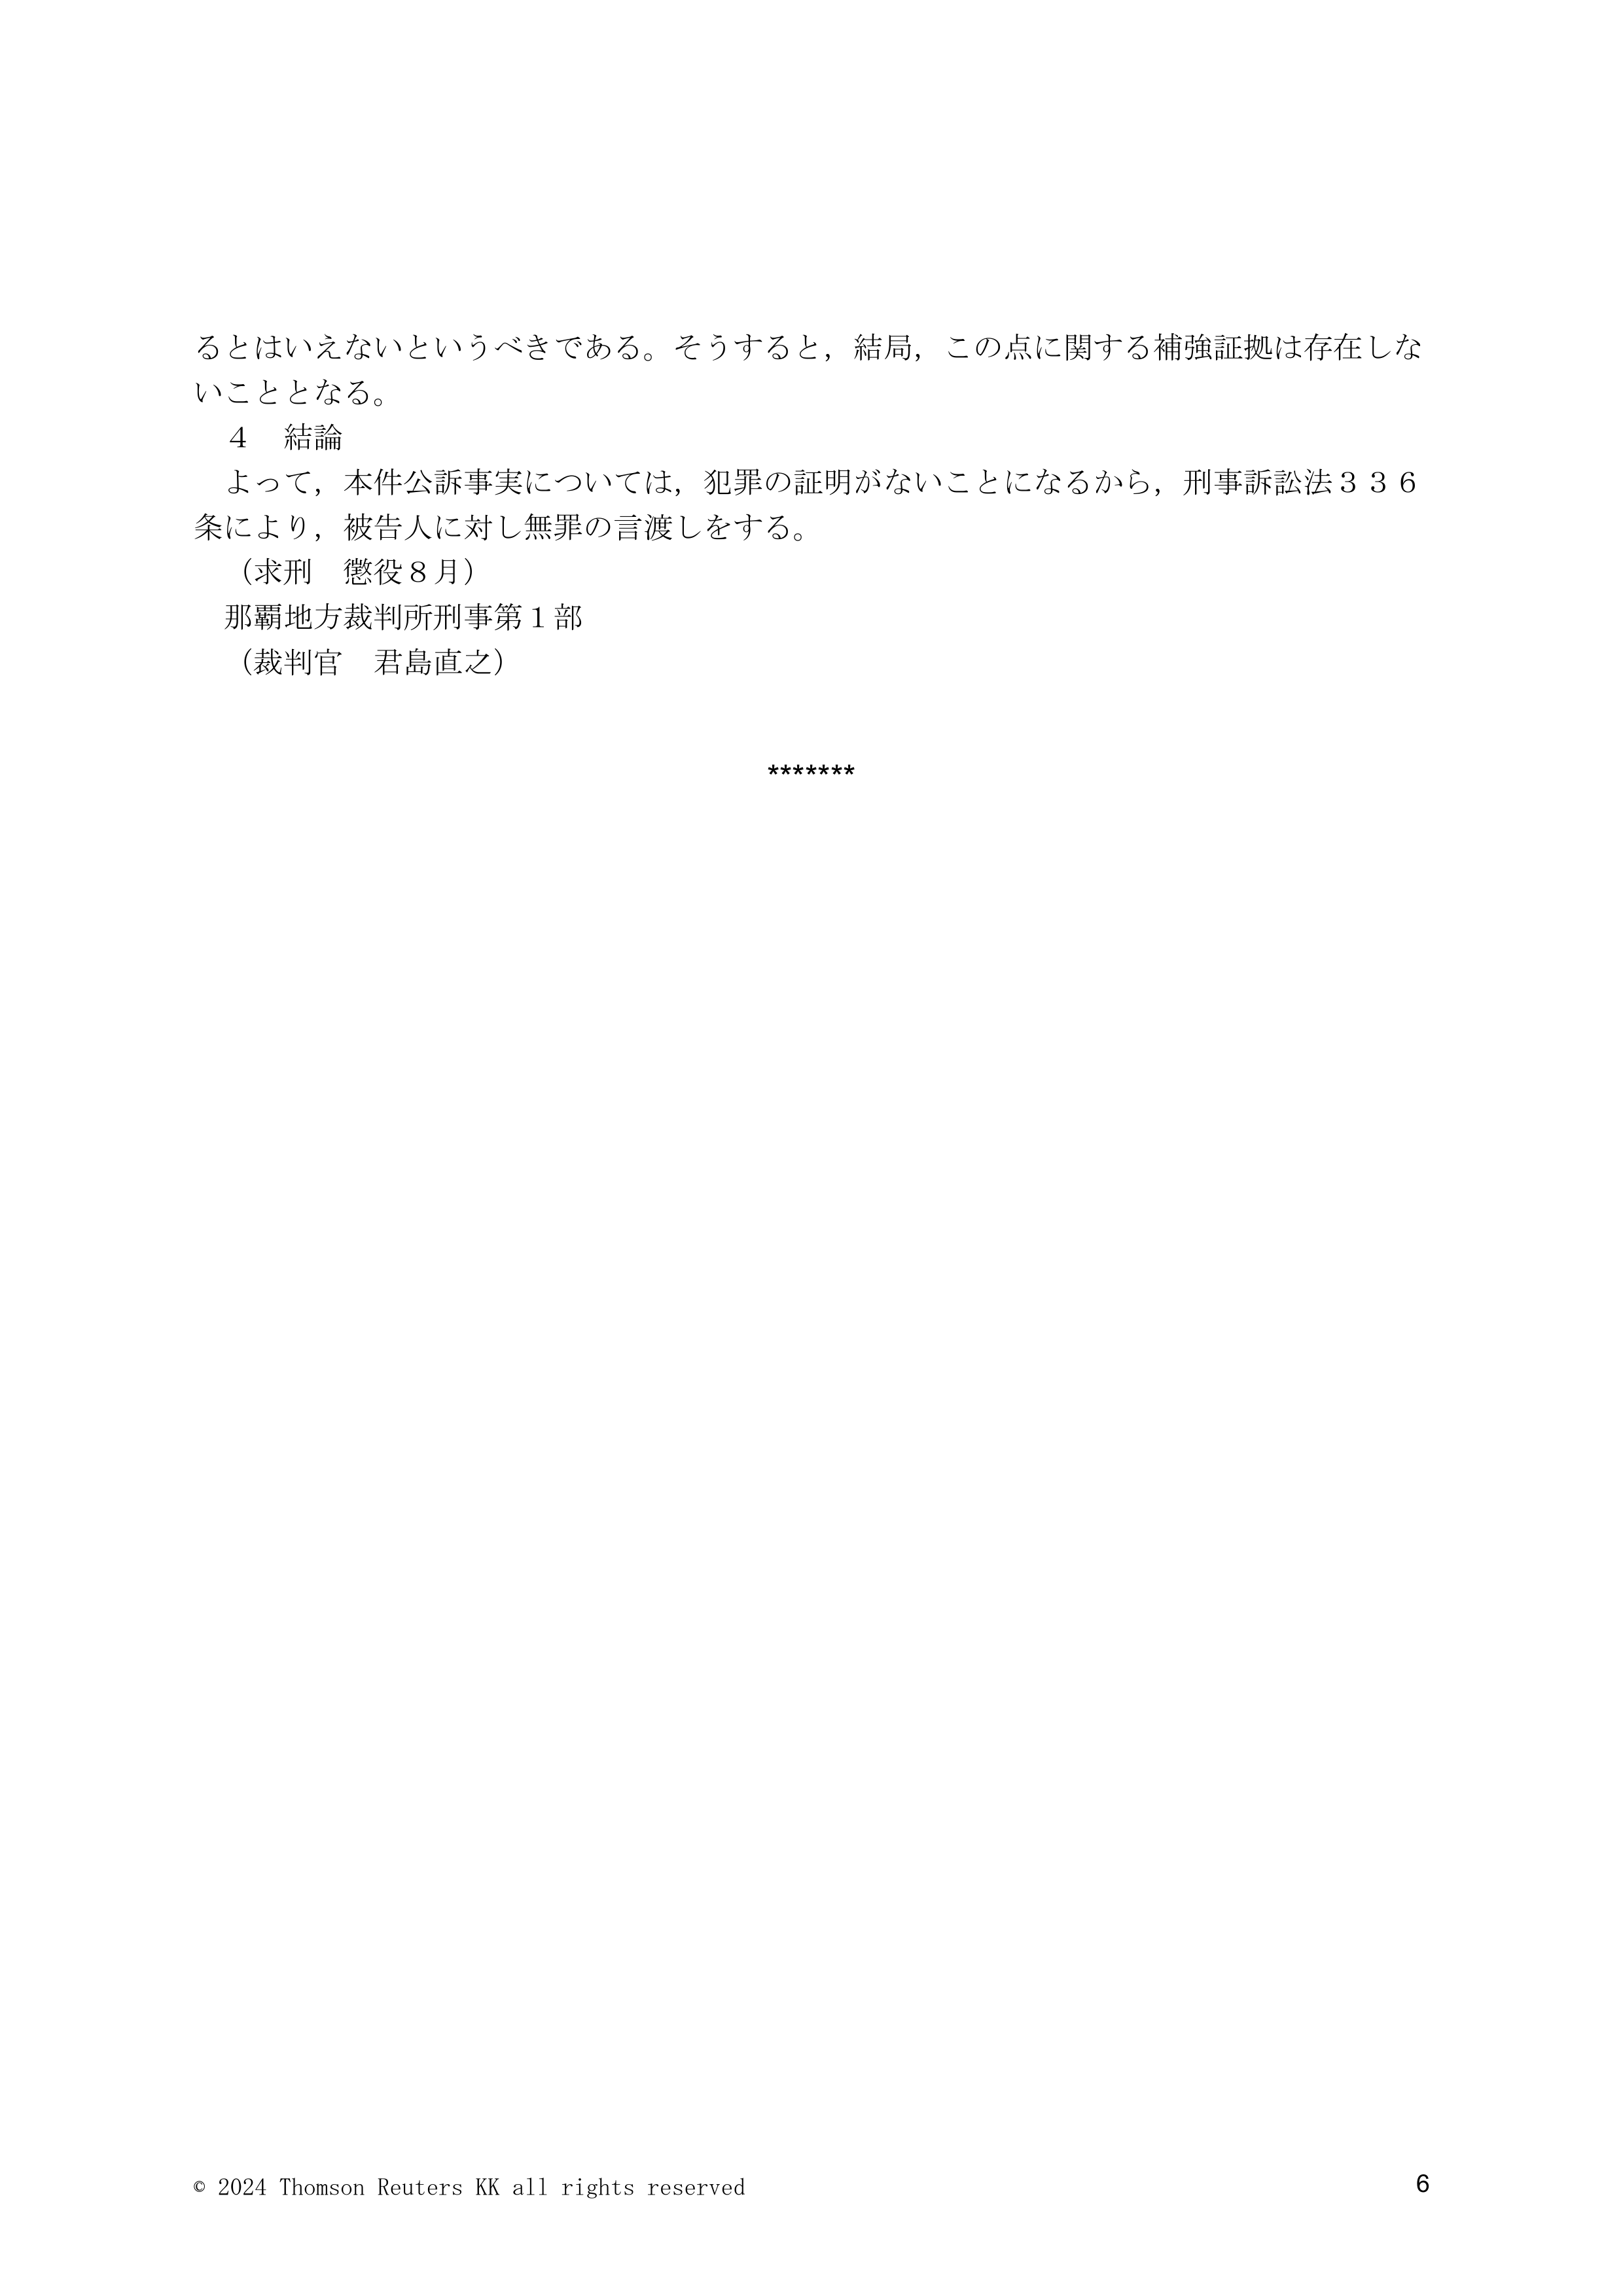 るとはいえないというべきである。そうすると，結局，この点に関する補強証拠は存在しな
いこととなる。
　４　結論
　よって，本件公訴事実については，犯罪の証明がないことになるから，刑事訴訟法３３６
条により，被告人に対し無罪の言渡しをする。
　（求刑　懲役８月）
　那覇地方裁判所刑事第１部
　（裁判官　君島直之）
*******
© 2024 Thomson Reuters KK all rights reserved
6